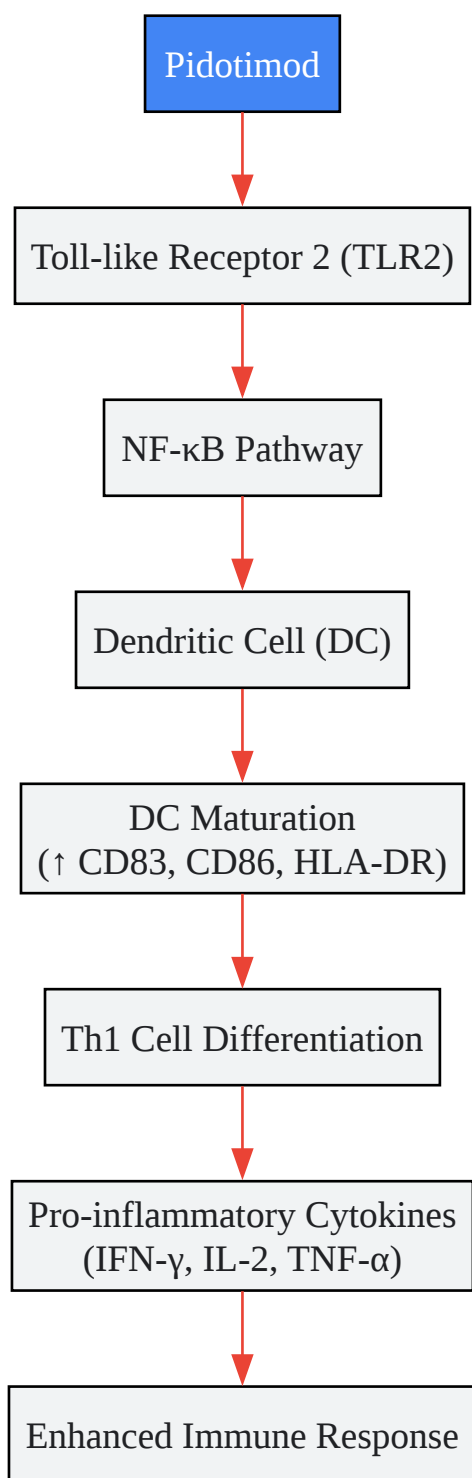 Pidotimod
Toll-like Receptor 2 (TLR2)
NF-κB Pathway
Dendritic Cell (DC)
DC Maturation
(↑ CD83, CD86, HLA-DR)
Th1 Cell Differentiation
Pro-inflammatory Cytokines
(IFN-γ, IL-2, TNF-α)
Enhanced Immune Response